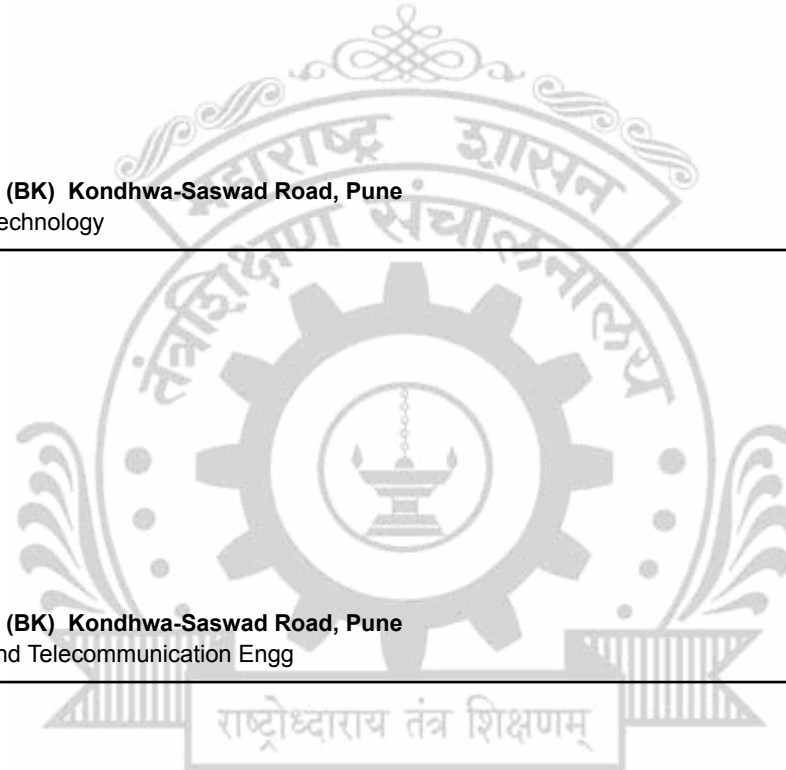 महाराष्ट्र शासन
(BK) Kondhwa-Saswad Road, Pune
echnology
तंत्रशिक्षण संचालनालय
(BK) Kondhwa-Saswad Road, Pune
nd Telecommunication Engg
राष्ट्रोध्दाराय तंत्र शिक्षणम्